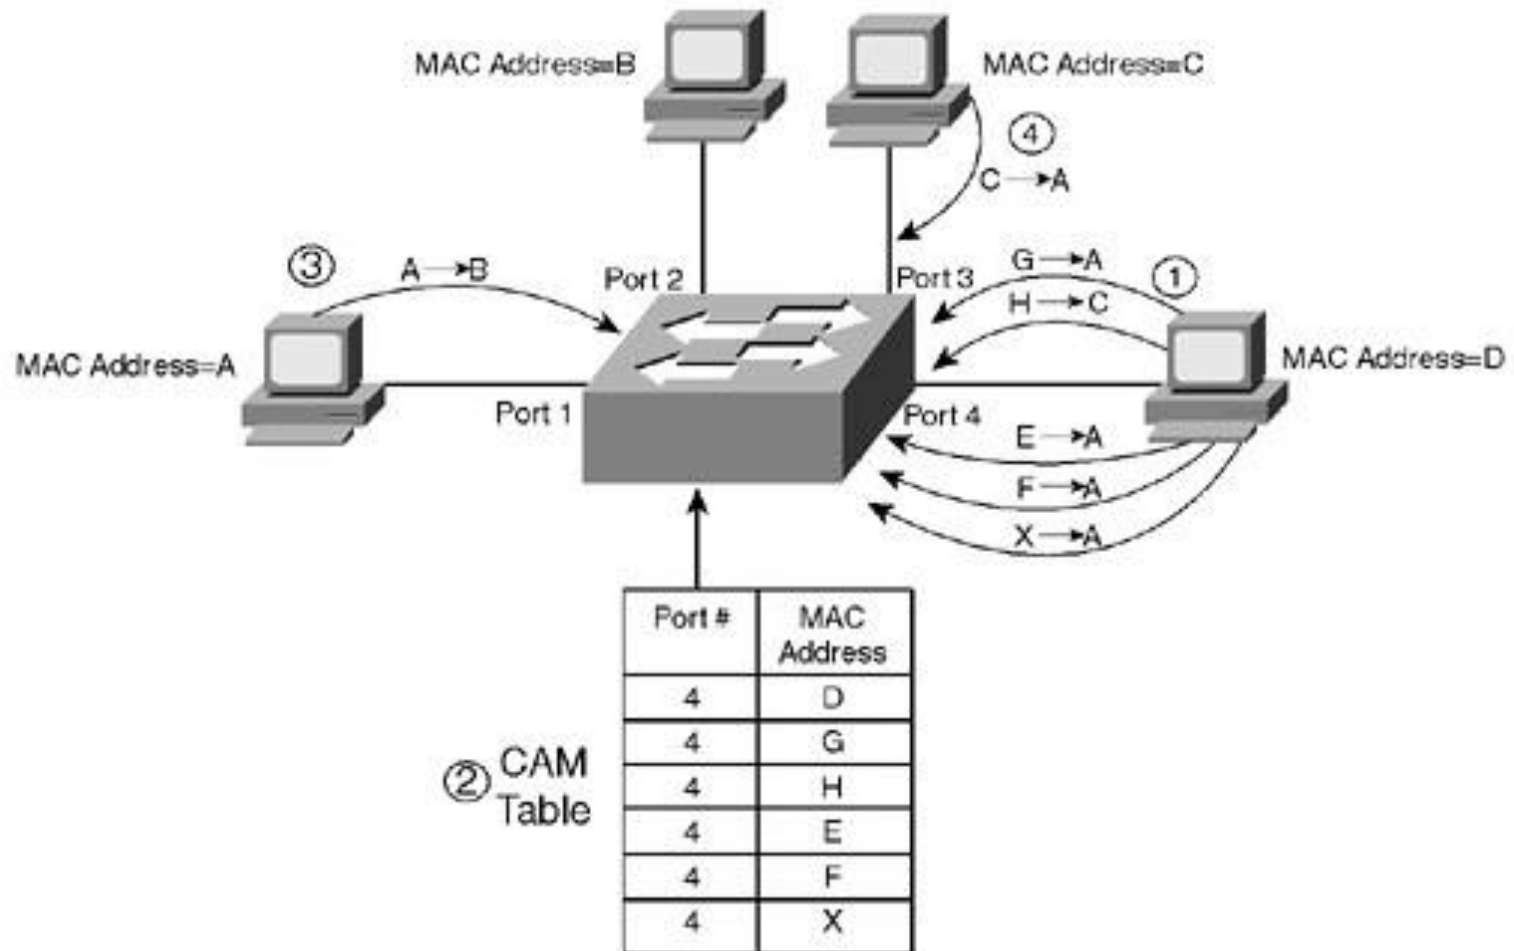 MAC Address=B
MAC Address=C
④
C→A
③
A→B
Port 2
Port 3
G→A
①
H→C
MAC Address=A
MAC Address=D
Port 1
Port 4
E→A
F→A
X→A
Port # MAC Address
4 D
4 G
② CAM Table
4 H
4 E
4 F
4 X